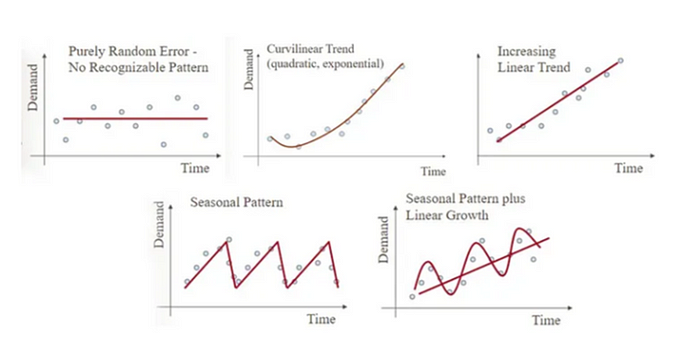 Purely Random Error -
No Recognizable Pattern
Demand
Time
Curvilinear Trend
(quadratic, exponential)
Demand
Time
Increasing
Linear Trend
Demand
Time
Seasonal Pattern
Demand
Time
Seasonal Pattern plus
Linear Growth
Demand
Time